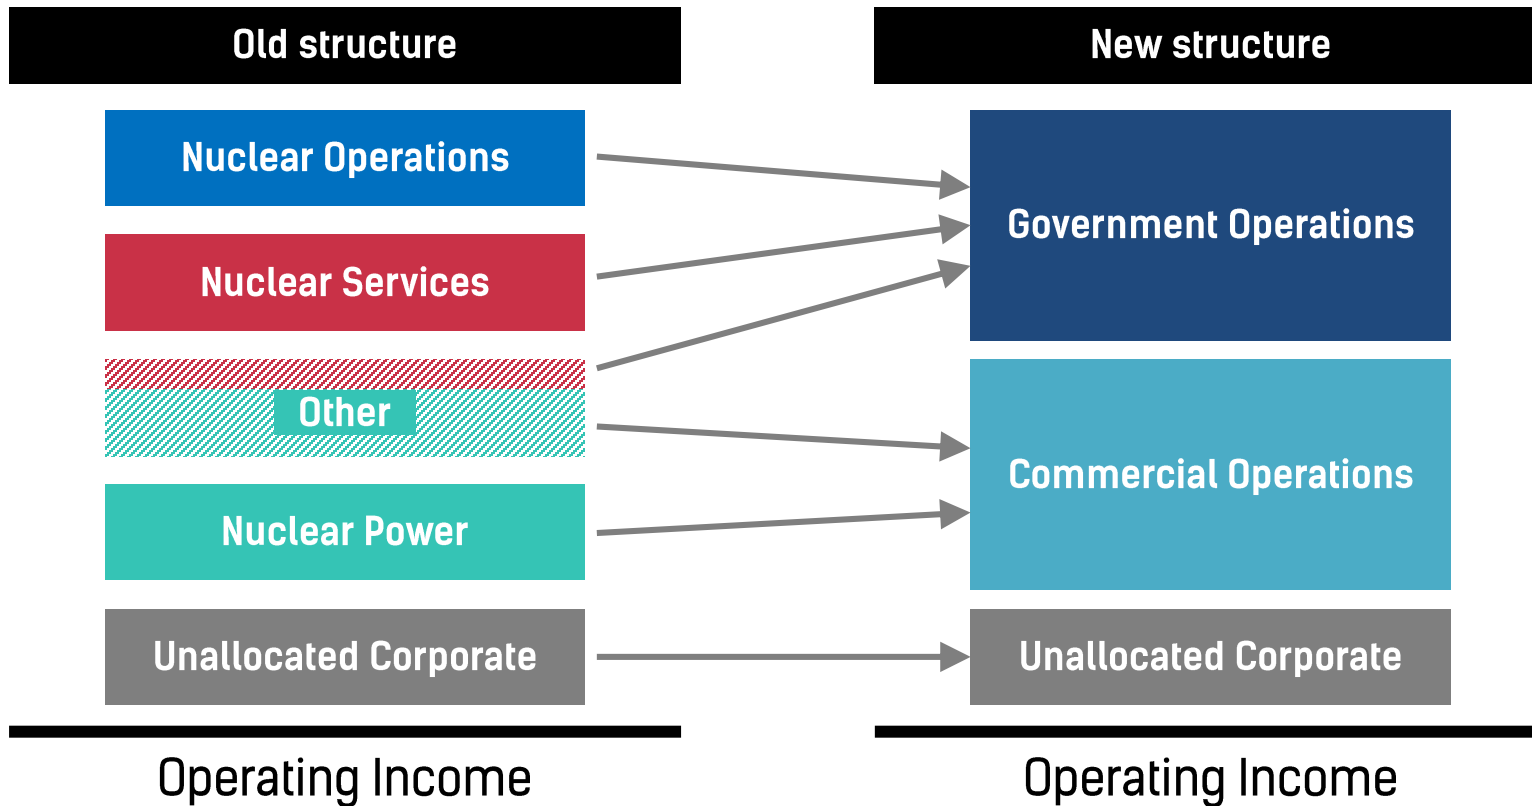 Old structure
New structure
Nuclear Operations
Nuclear Services
Other
Nuclear Power
Unallocated Corporate
Government Operations
Commercial Operations
Unallocated Corporate
Operating Income
Operating Income